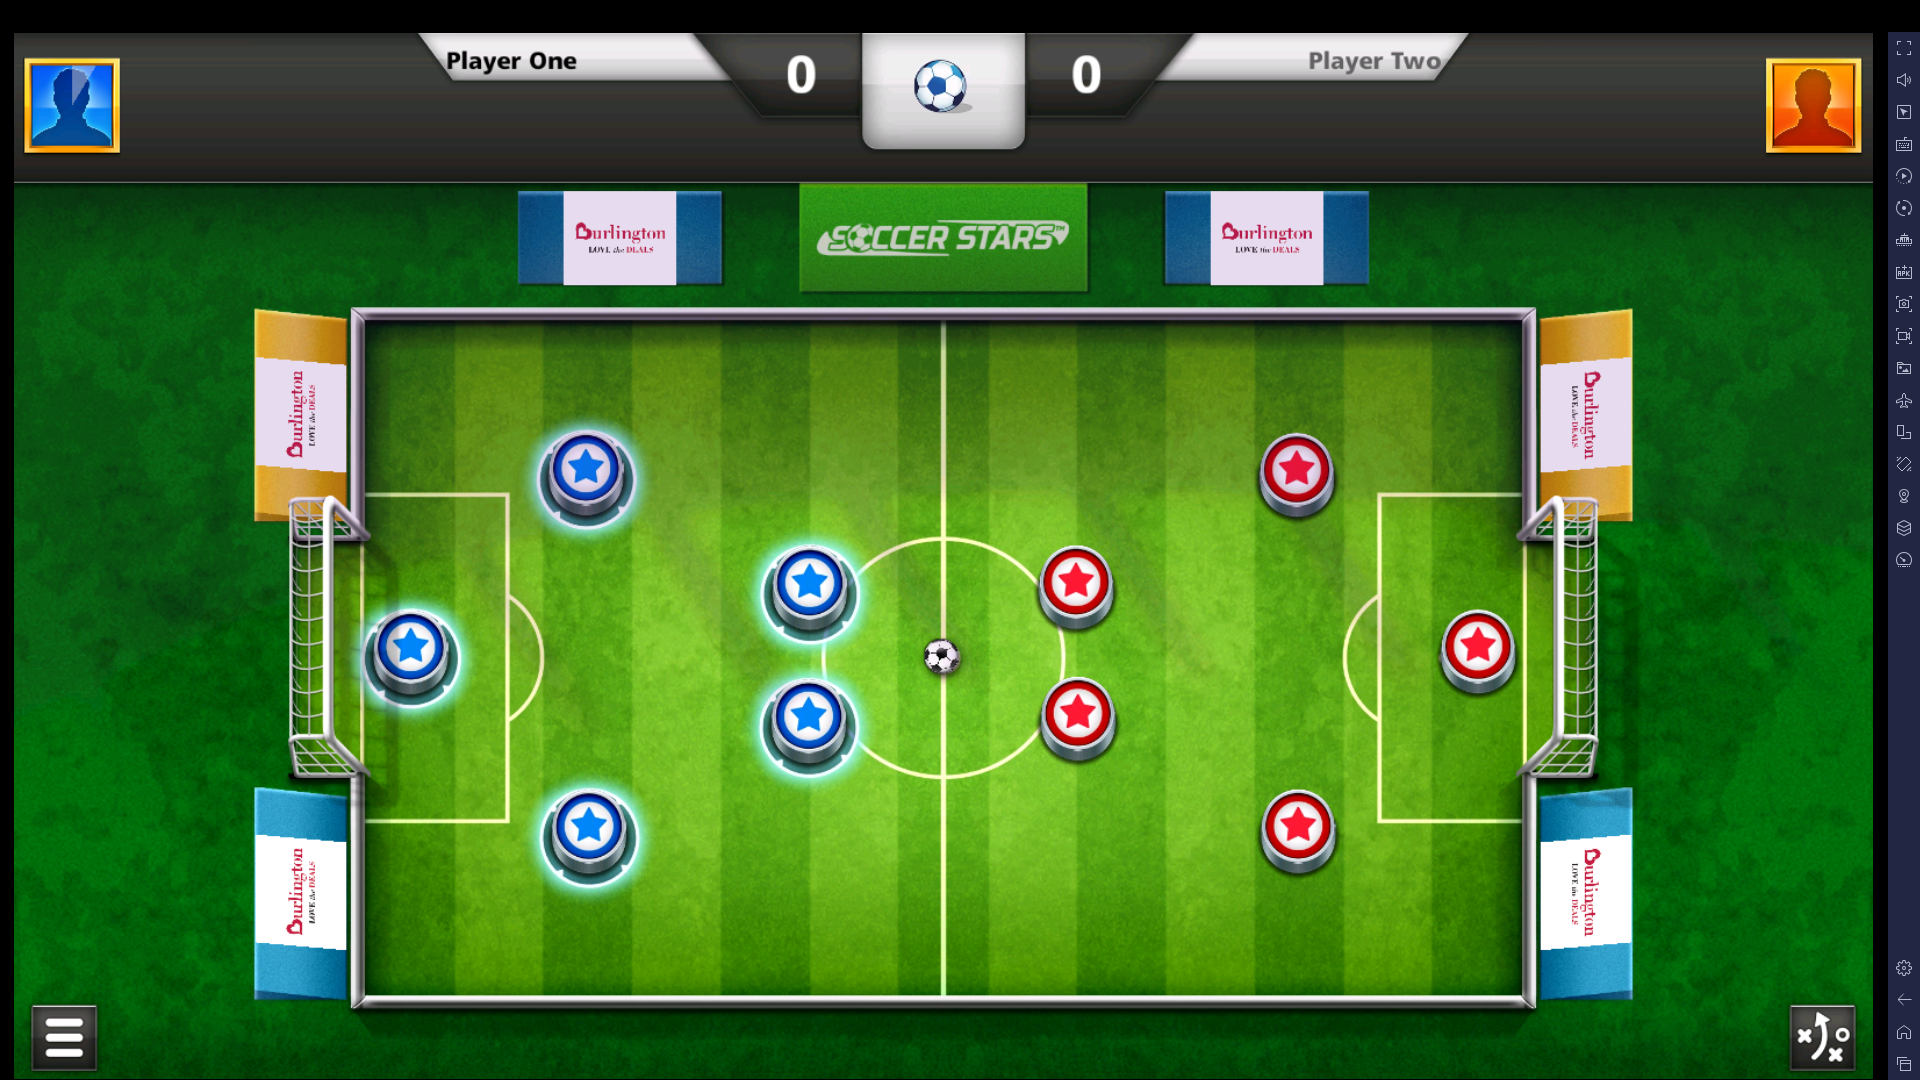 Player One
0
0
Player Two
Burlington
LOVE the DEALS
SOCCER STARS™
Burlington
LOVE the DEALS
Burlington
LOVE the DEALS
Burlington
LOVE the DEALS
Burlington
LOVE the DEALS
Burlington
LOVE the DEALS